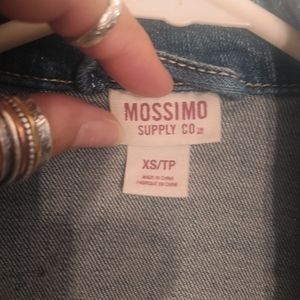 MOSSIMO
SUPPLY CO
XS/TP
MADE IN CHINA
FABRIQUÉ EN CHINE